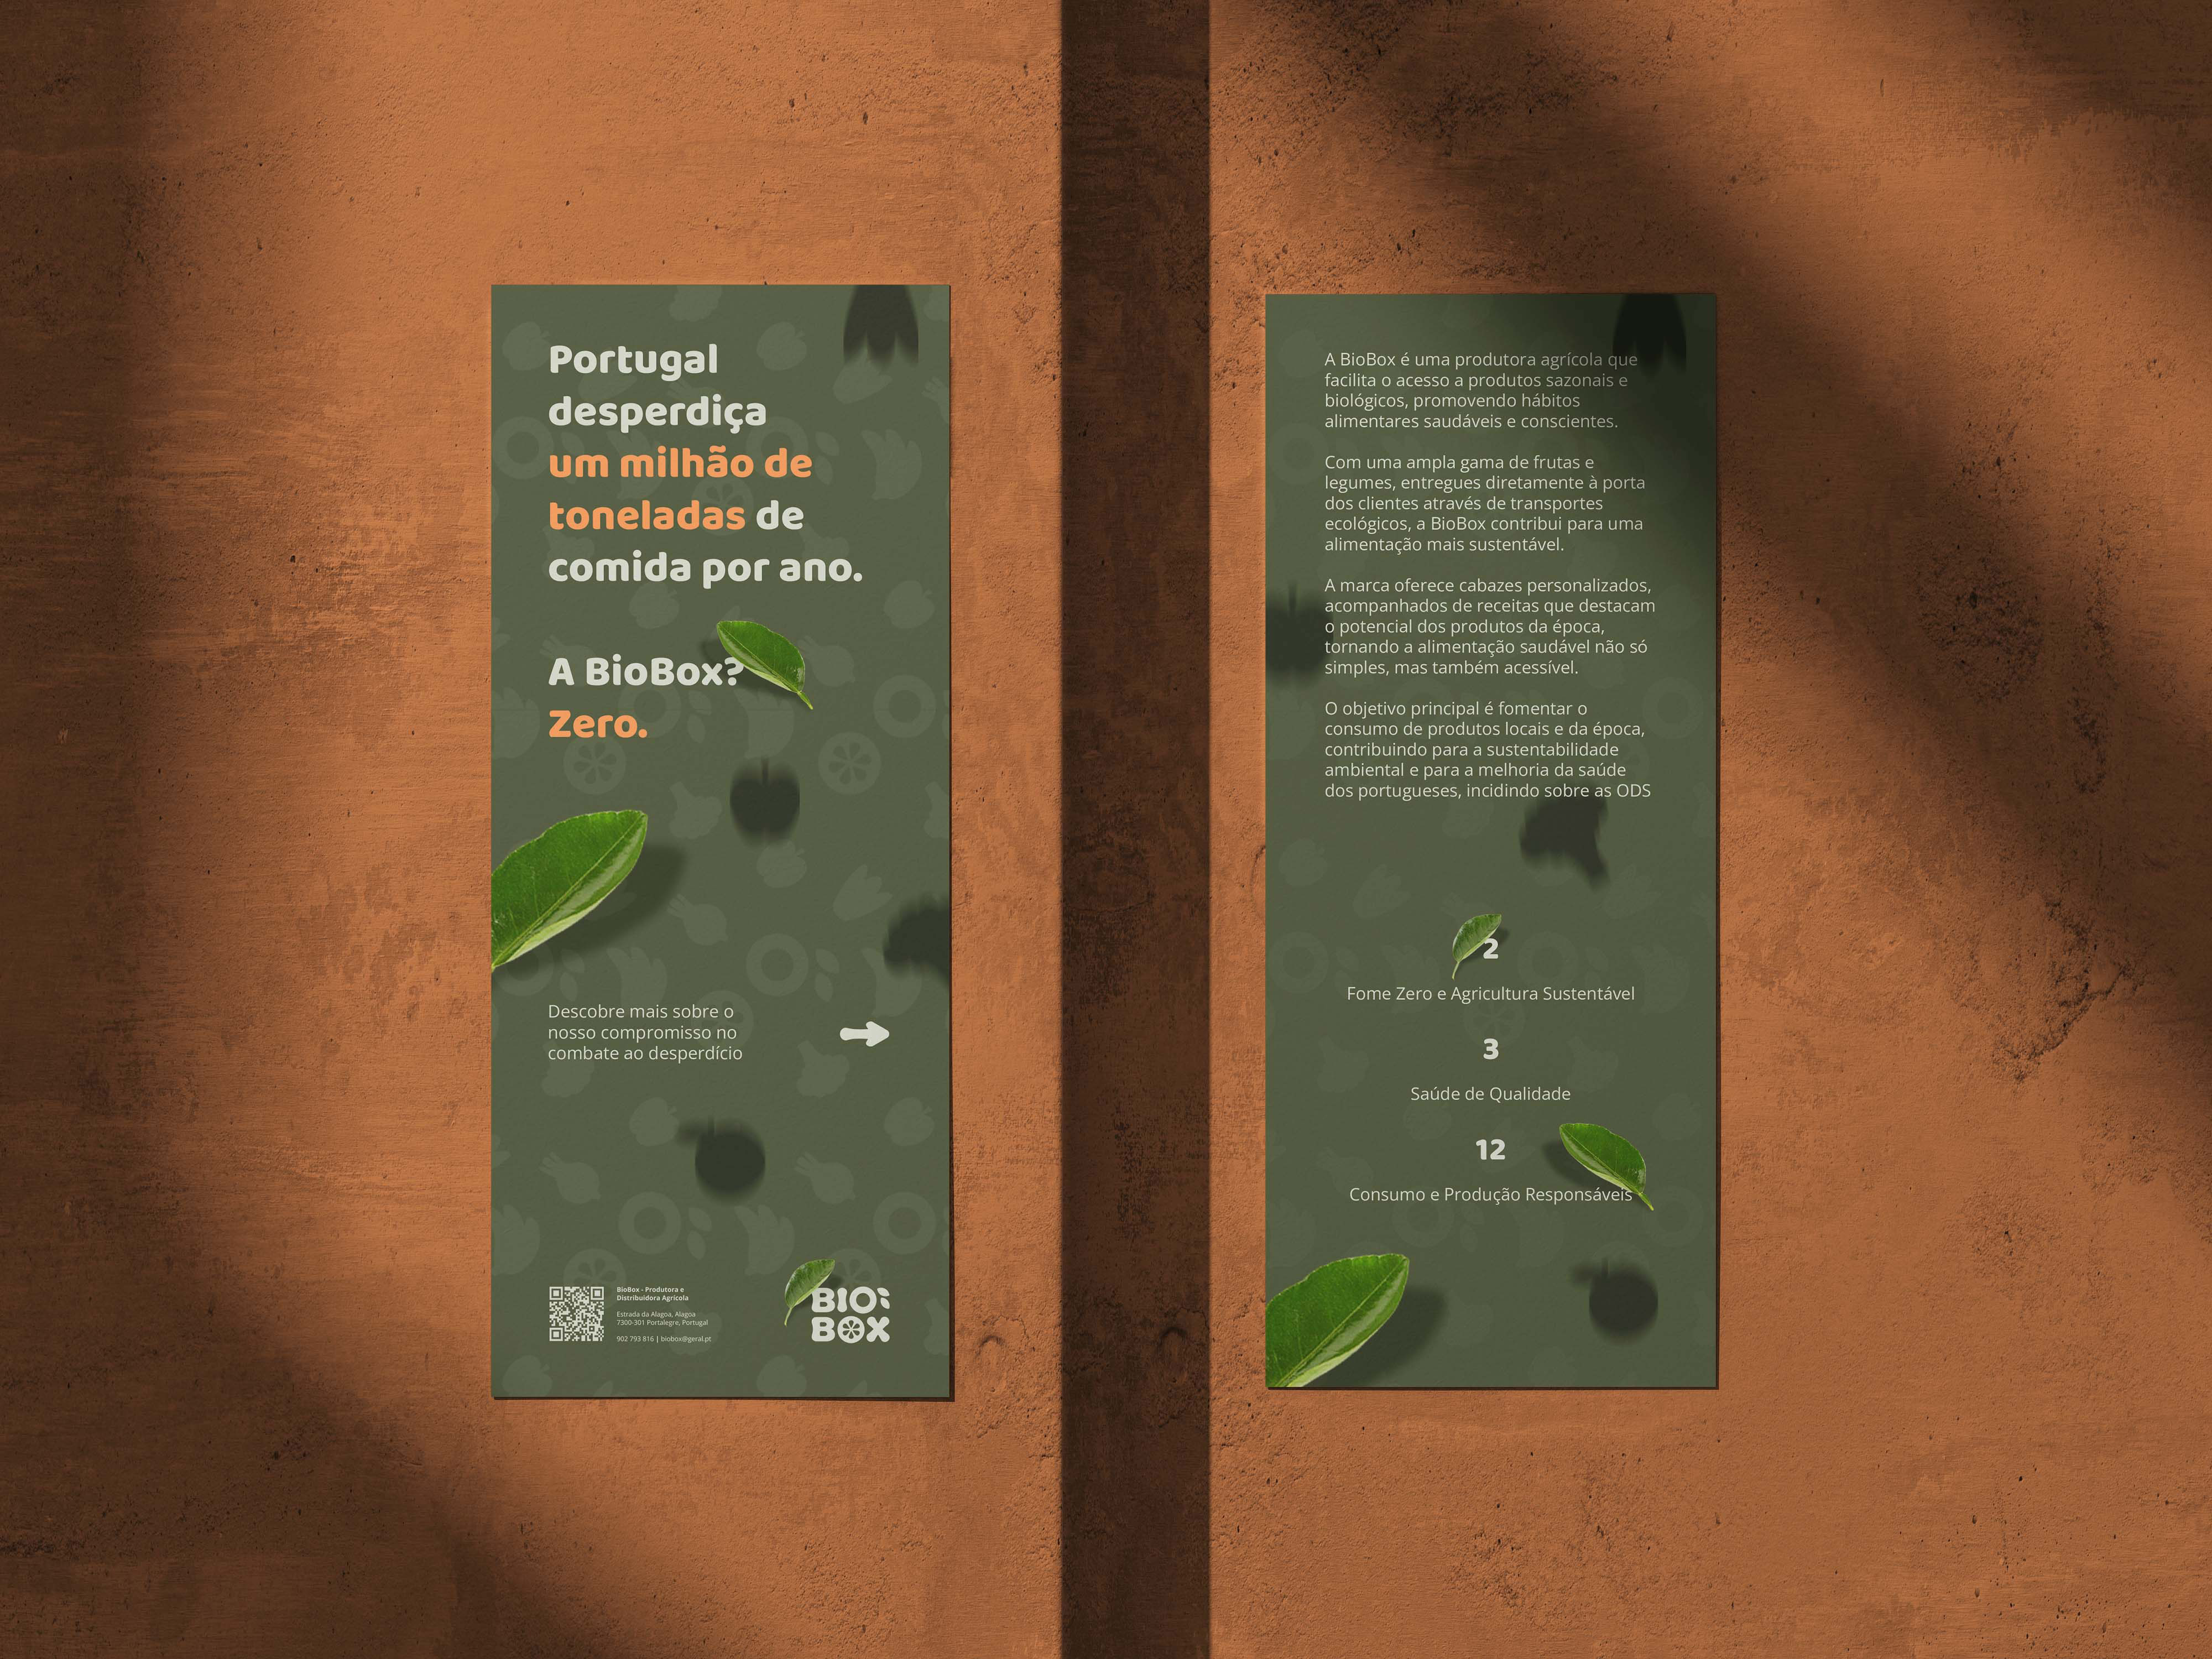 Portugal
desperdiça
um milhão de
toneladas de
comida por ano.
A BioBox?
Zero.
Descobre mais sobre o
nosso compromisso no
combate ao desperdício
BioBox - Produtora e
Distribuidora Agrícola
Estrada da Alagoa, Alagoa
7300-301 Portalegre, Portugal
902 793 816 | biobox@geral.pt
BIO
BOX
A BioBox é uma produtora agrícola que
facilita o acesso a produtos sazonais e
biológicos, promovendo hábitos
alimentares saudáveis e conscientes.
Com uma ampla gama de frutas e
legumes, entregues diretamente à porta
dos clientes através de transportes
ecológicos, a BioBox contribui para uma
alimentação mais sustentável.
A marca oferece cabazes personalizados,
acompanhados de receitas que destacam
o potencial dos produtos da época,
tornando a alimentação saudável não só
simples, mas também acessível.
O objetivo principal é fomentar o
consumo de produtos locais e da época,
contribuindo para a sustentabilidade
ambiental e para a melhoria da saúde
dos portugueses, incidindo sobre as ODS
2
Fome Zero e Agricultura Sustentável
3
Saúde de Qualidade
12
Consumo e Produção Responsáveis